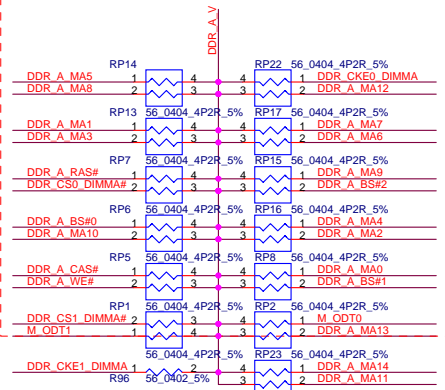 DDR_A_V
RP14 RP22 56_0404_4P2R_5%
DDR_A_MA5 1 4 4 1 DDR_CKE0_DIMMA
DDR_A_MA8 2 3 3 2 DDR_A_MA12
RP13 56_0404_4P2R_5% RP17 56_0404_4P2R_5%
DDR_A_MA1 1 4 4 1 DDR_A_MA7
DDR_A_MA3 2 3 3 2 DDR_A_MA6
RP7 56_0404_4P2R_5% RP15 56_0404_4P2R_5%
DDR_A_RAS# 1 4 4 1 DDR_A_MA9
DDR_CS0_DIMMA# 2 3 3 2 DDR_A_BS#2
RP6 56_0404_4P2R_5% RP16 56_0404_4P2R_5%
DDR_A_BS#0 1 4 4 1 DDR_A_MA4
DDR_A_MA10 2 3 3 2 DDR_A_MA2
RP5 56_0404_4P2R_5% RP8 56_0404_4P2R_5%
DDR_A_CAS# 1 4 4 1 DDR_A_MA0
DDR_A_WE# 2 3 3 2 DDR_A_BS#1
RP1 56_0404_4P2R_5% RP2 56_0404_4P2R_5%
DDR_CS1_DIMMA# 2 3 4 1 M_ODT0
M_ODT1 1 4 3 2 DDR_A_MA13
56_0404_4P2R_5% RP23 56_0404_4P2R_5%
DDR_CKE1_DIMMA 1 2 4 1 DDR_A_MA14
R96 56_0402_5% 3 2 DDR_A_MA11